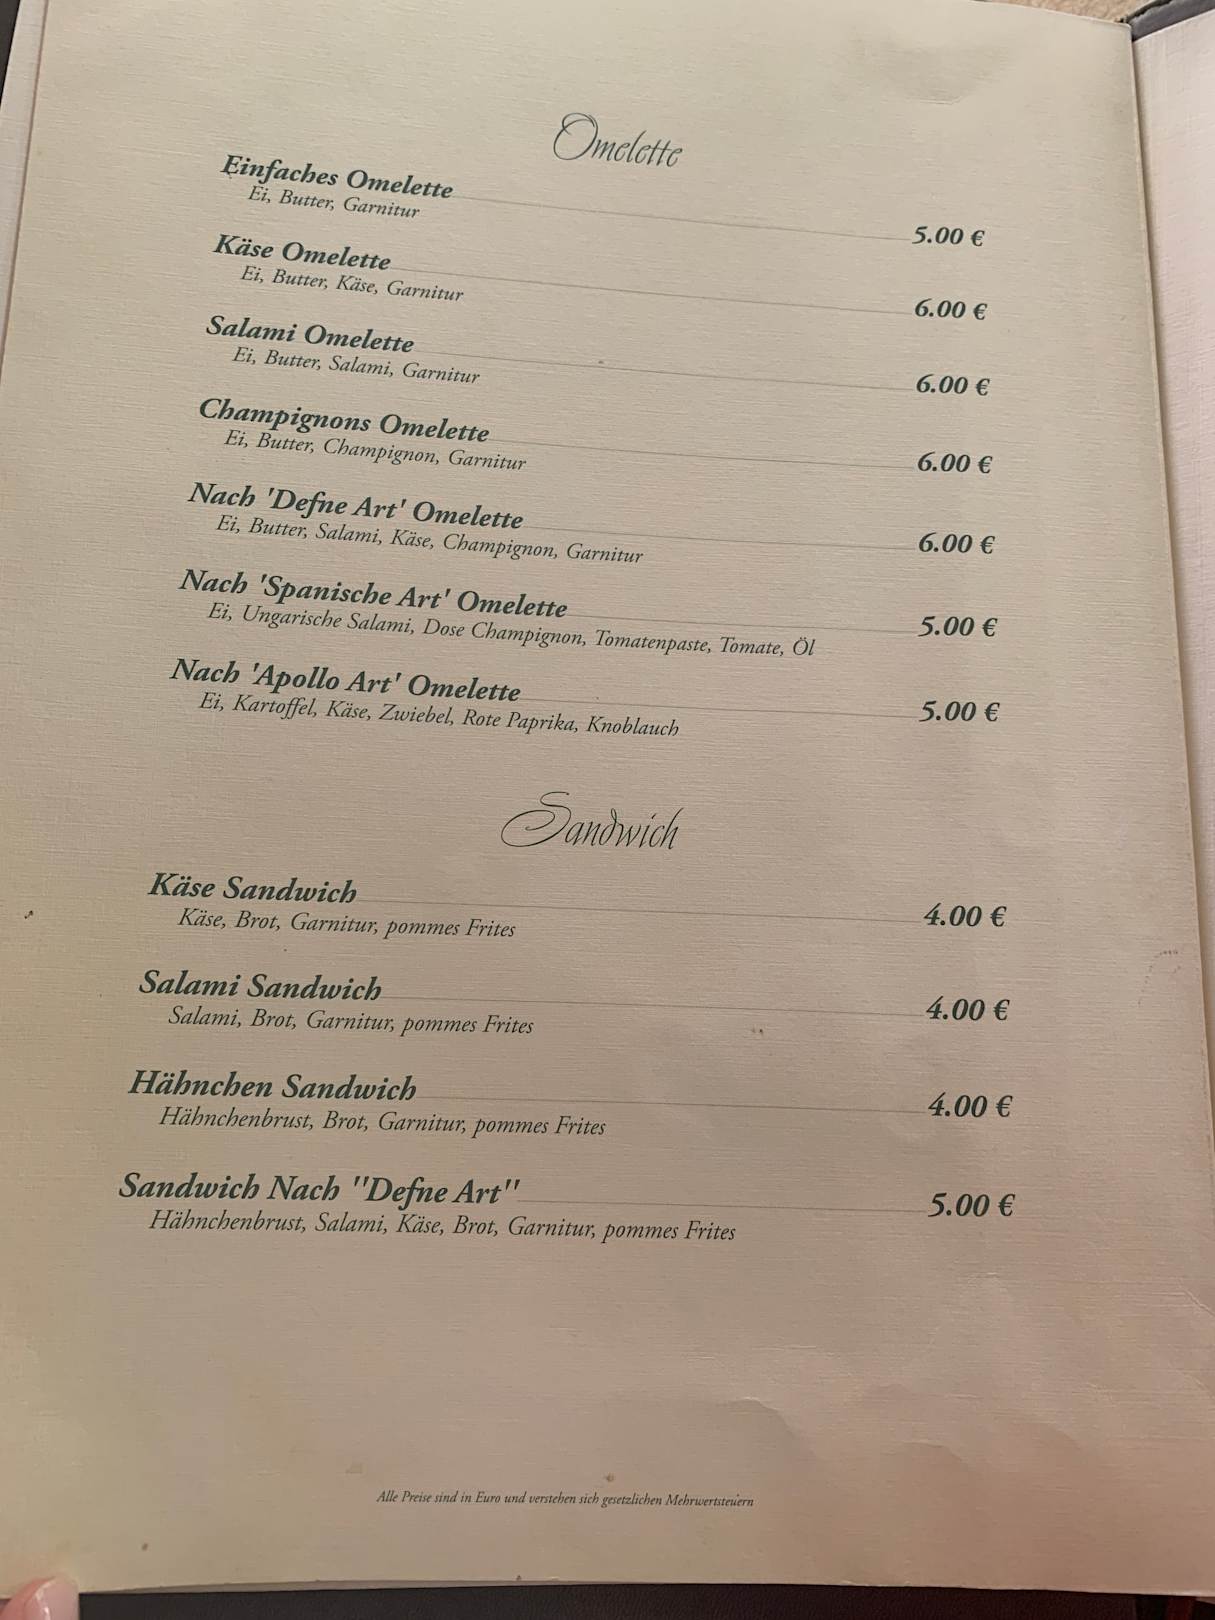 Omelette
Einfaches Omelette 5.00 €
Ei, Butter, Garnitur
Käse Omelette 6.00 €
Ei, Butter, Käse, Garnitur
Salami Omelette 6.00 €
Ei, Butter, Salami, Garnitur
Champignons Omelette 6.00 €
Ei, Butter, Champignon, Garnitur
Nach 'Defne Art' Omelette 6.00 €
Ei, Butter, Salami, Käse, Champignon, Garnitur
Nach 'Spanische Art' Omelette 5.00 €
Ei, Ungarische Salami, Dose Champignon, Tomatenpaste, Tomate, Öl
Nach 'Apollo Art' Omelette 5.00 €
Ei, Kartoffel, Käse, Zwiebel, Rote Paprika, Knoblauch
Sandwich
Käse Sandwich 4.00 €
Käse, Brot, Garnitur, pommes Frites
Salami Sandwich 4.00 €
Salami, Brot, Garnitur, pommes Frites
Hähnchen Sandwich 4.00 €
Hähnchenbrust, Brot, Garnitur, pommes Frites
Sandwich Nach "Defne Art" 5.00 €
Hähnchenbrust, Salami, Käse, Brot, Garnitur, pommes Frites
Alle Preise sind in Euro und verstehen sich gesetzlichen Mehrwertsteuern